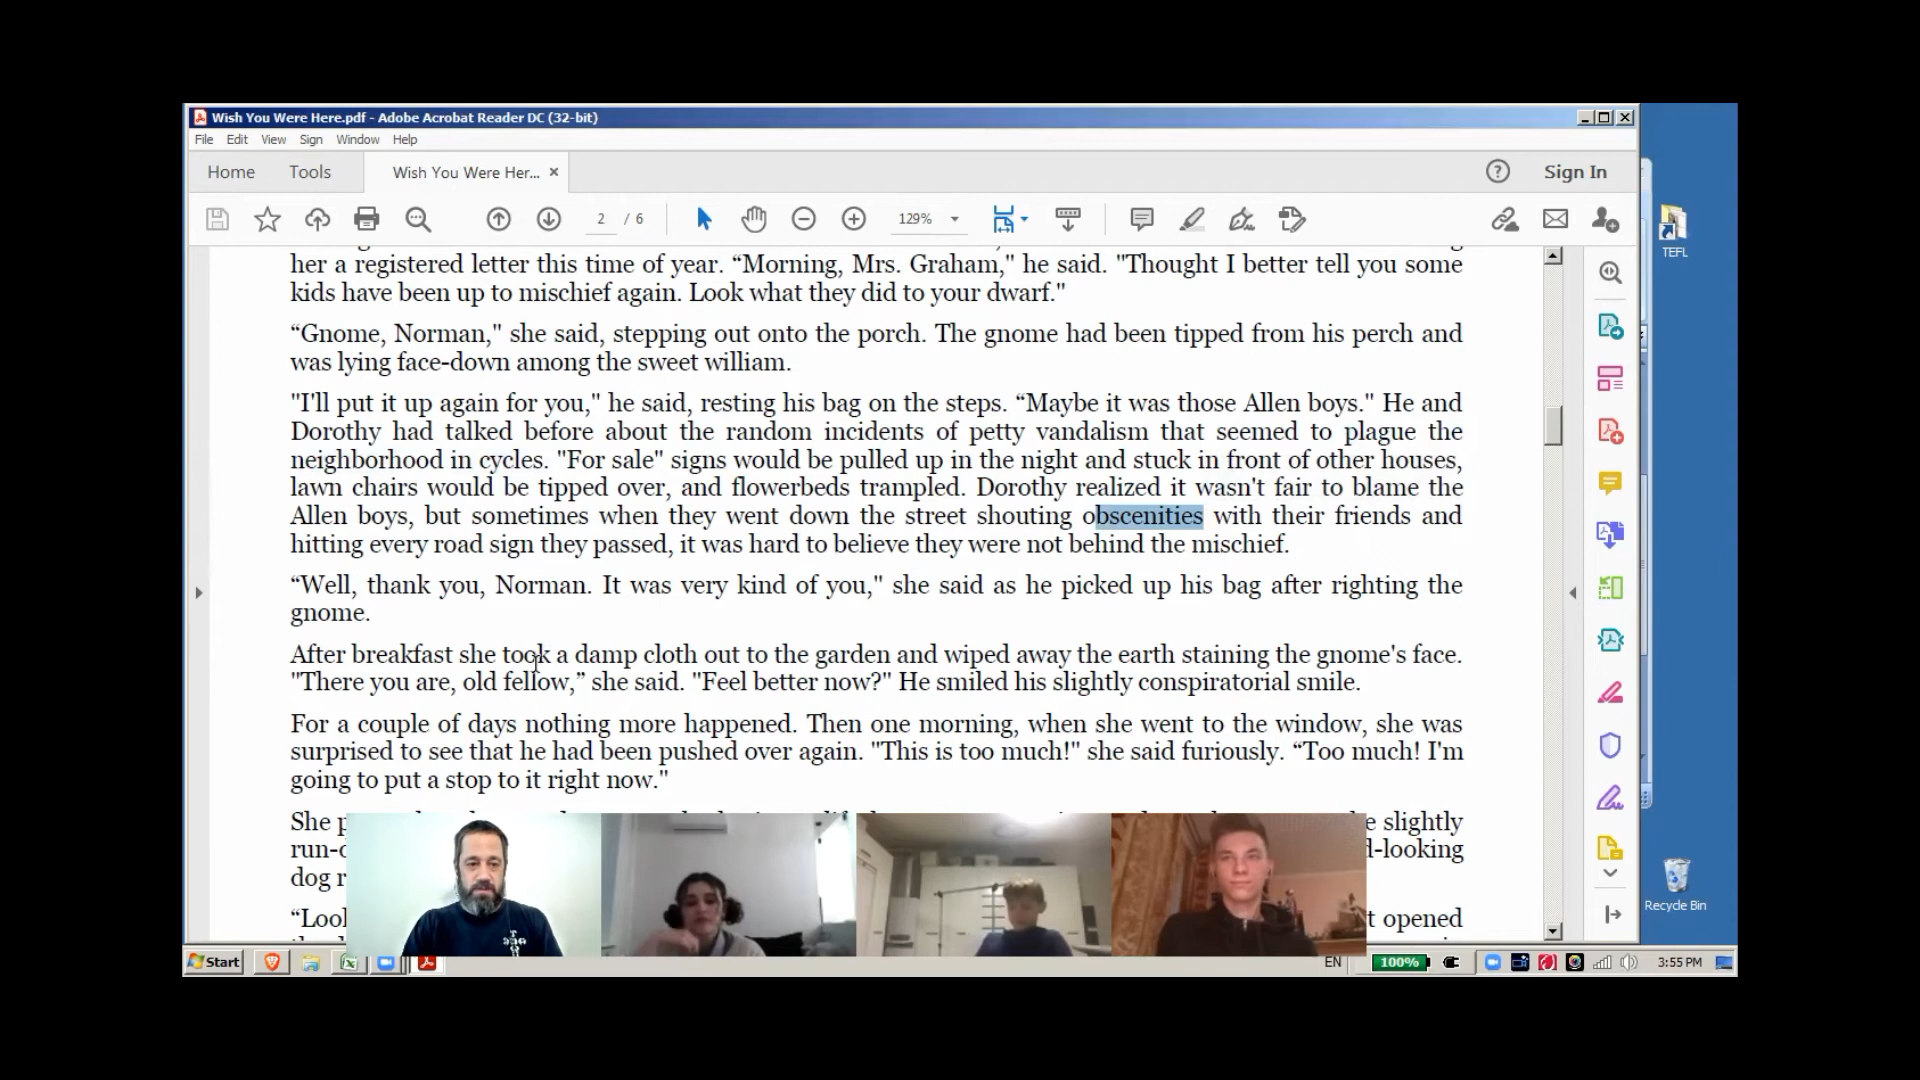 Wish You Were Here.pdf - Adobe Acrobat Reader DC (32-bit)
File Edit View Sign Window Help
Home Tools Wish You Were Her... Sign In
2 / 6 129%
her a registered letter this time of year. “Morning, Mrs. Graham," he said. "Thought I better tell you some
kids have been up to mischief again. Look what they did to your dwarf."
“Gnome, Norman," she said, stepping out onto the porch. The gnome had been tipped from his perch and
was lying face-down among the sweet william.
"I'll put it up again for you," he said, resting his bag on the steps. “Maybe it was those Allen boys." He and
Dorothy had talked before about the random incidents of petty vandalism that seemed to plague the
neighborhood in cycles. "For sale" signs would be pulled up in the night and stuck in front of other houses,
lawn chairs would be tipped over, and flowerbeds trampled. Dorothy realized it wasn't fair to blame the
Allen boys, but sometimes when they went down the street shouting obscenities with their friends and
hitting every road sign they passed, it was hard to believe they were not behind the mischief.
“Well, thank you, Norman. It was very kind of you," she said as he picked up his bag after righting the
gnome.
After breakfast she took a damp cloth out to the garden and wiped away the earth staining the gnome's face.
"There you are, old fellow,” she said. "Feel better now?" He smiled his slightly conspiratorial smile.
For a couple of days nothing more happened. Then one morning, when she went to the window, she was
surprised to see that he had been pushed over again. "This is too much!" she said furiously. “Too much! I'm
going to put a stop to it right now."
She slightly
-looking
dog
“Loo opened
TEFL
Recycle Bin
Start EN 100% 3:55 PM